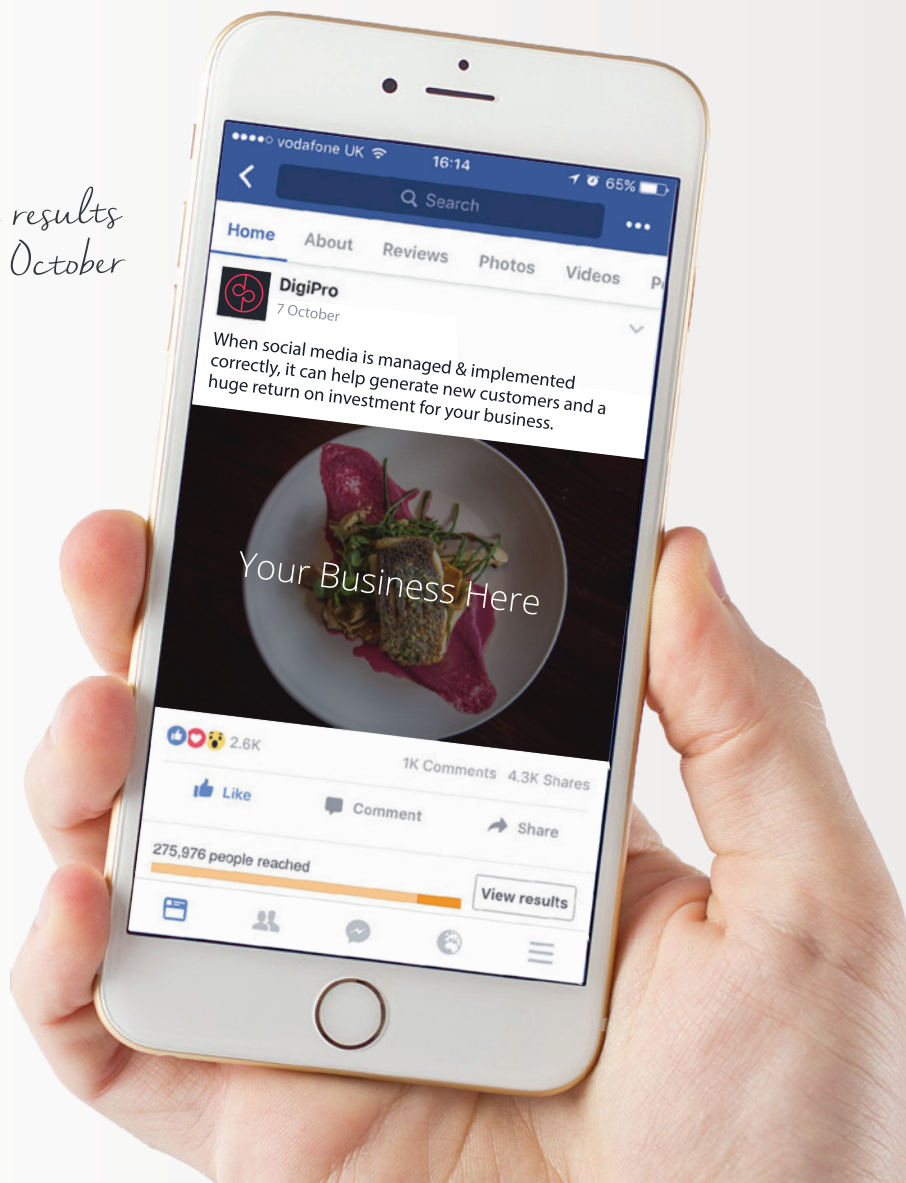 results
October
vodafone UK
16:14
65%
Search
Home About Reviews Photos Videos
DigiPro
7 October
When social media is managed & implemented
correctly, it can help generate new customers and a
huge return on investment for your business.
Your Business Here
2.6K
1K Comments 4.3K Shares
Like Comment Share
275,976 people reached
View results